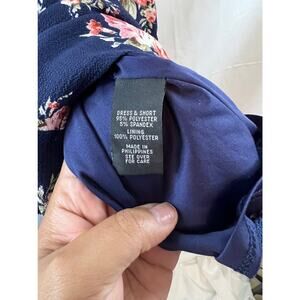 DRESS & SHORT
95% POLYESTER
5% SPANDEX
LINING
100% POLYESTER
MADE IN
PHILIPPINES
SEE OVER
FOR CARE